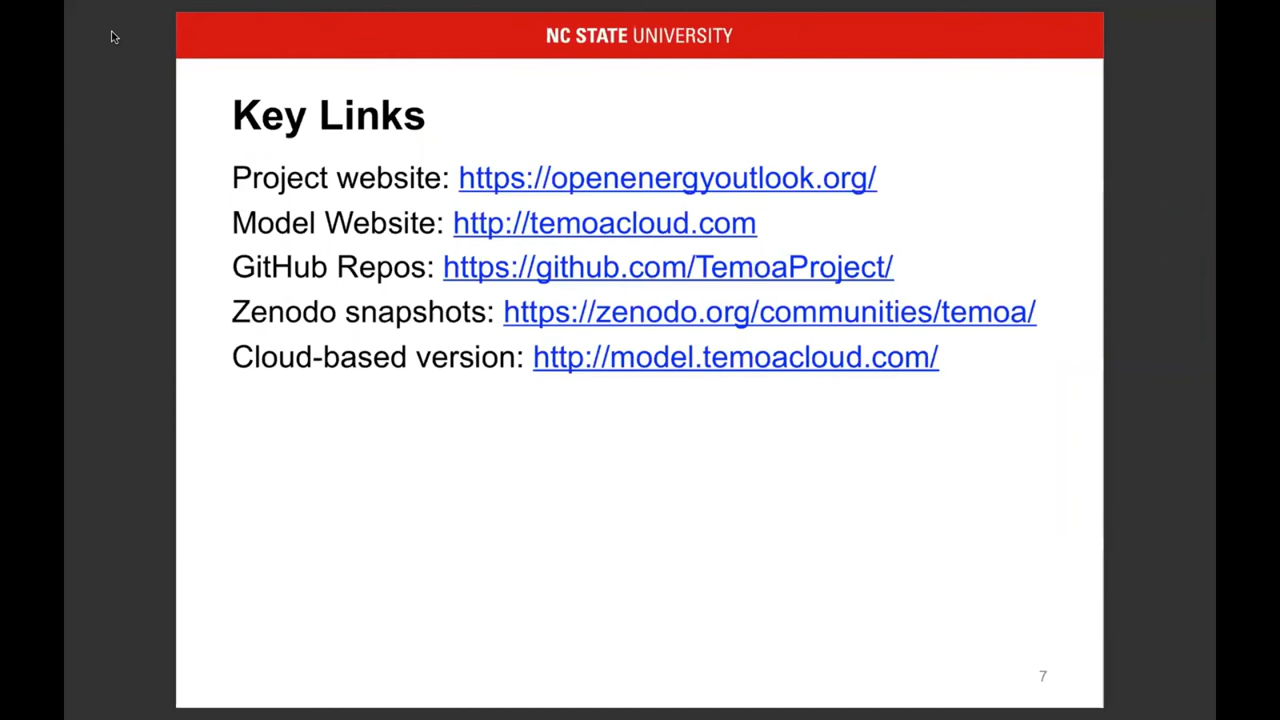 NC STATE UNIVERSITY
Key Links
Project website: https://openenergyoutlook.org/
Model Website: http://temoacloud.com
GitHub Repos: https://github.com/TemoaProject/
Zenodo snapshots: https://zenodo.org/communities/temoa/
Cloud-based version: http://model.temoacloud.com/
7